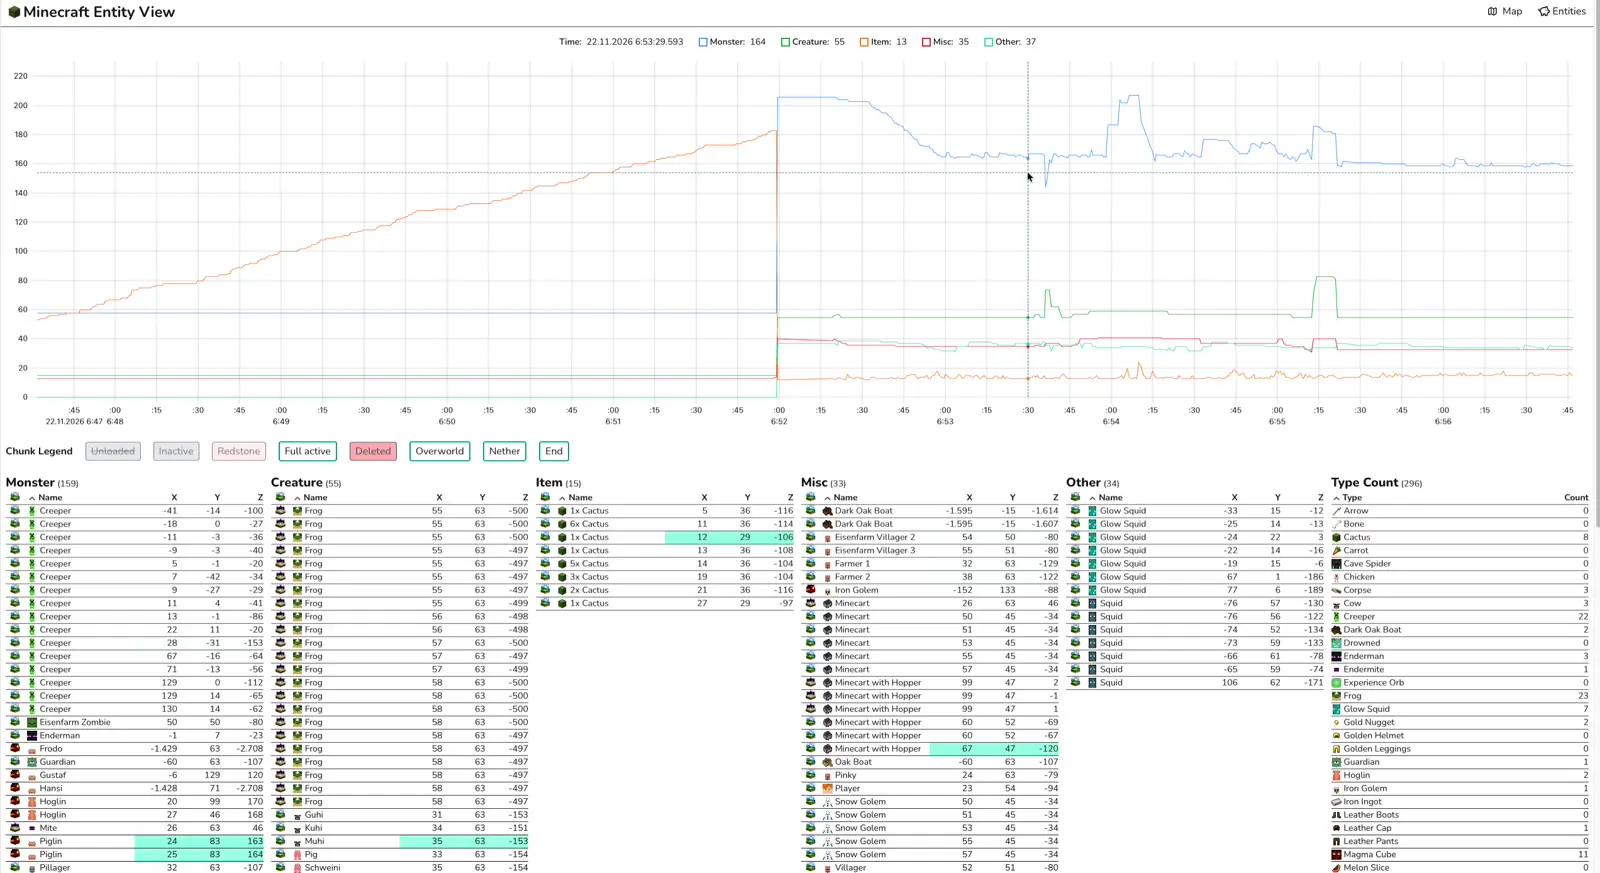 Minecraft Entity View
Map Entities
Time: 22.11.2026 6:53:29.593 Monster: 164 Creature: 55 Item: 13 Misc: 35 Other: 37
220
200
180
160
140
120
100
80
60
40
20
0
:45 :00 :15 :30 :45 :00 :15 :30 :45 :00 :15 :30 :45 :00 :15 :30 :45 :00 :15 :30 :45 :00 :15 :30 :45 :00 :15 :30 :45 :00 :15 :30 :45 :00 :15 :30 :45
22.11.2026 6:47 6:48 6:49 6:50 6:51 6:52 6:53 6:54 6:55 6:56
Chunk Legend Unloaded Inactive Redstone Full active Deleted Overworld Nether End
Monster (159)
Name X Y Z
Creeper -41 -14 -100
Creeper -18 0 -27
Creeper -11 -3 -36
Creeper -9 -3 -40
Creeper 5 -1 -20
Creeper 7 -42 -34
Creeper 9 -27 -29
Creeper 11 4 -41
Creeper 13 -1 -86
Creeper 22 11 -20
Creeper 28 -31 -153
Creeper 67 -16 -64
Creeper 71 -13 -56
Creeper 129 0 -112
Creeper 129 14 -65
Creeper 130 14 -62
Eisenfarm Zombie 50 50 -80
Enderman -1 7 -23
Frodo -1.429 63 -2.708
Guardian -60 63 -107
Gustaf -6 129 120
Hansi -1.428 71 -2.708
Hoglin 20 99 170
Hoglin 27 46 168
Mite 26 63 46
Piglin 24 83 163
Piglin 25 83 164
Pillager 32 63 -107
Creature (55)
Name X Y Z
Frog 55 63 -500
Frog 55 63 -500
Frog 55 63 -500
Frog 55 63 -497
Frog 55 63 -497
Frog 55 63 -497
Frog 55 63 -497
Frog 55 63 -499
Frog 56 63 -498
Frog 56 63 -498
Frog 57 63 -500
Frog 57 63 -497
Frog 57 63 -499
Frog 58 63 -500
Frog 58 63 -500
Frog 58 63 -500
Frog 58 63 -500
Frog 58 63 -497
Frog 58 63 -497
Frog 58 63 -497
Frog 58 63 -497
Frog 58 63 -497
Frog 58 63 -497
Guhi 31 63 -153
Kuhi 34 63 -151
Muhi 35 63 -153
Pig 33 63 -154
Schweini 35 63 -154
Item (15)
Name X Y Z
1x Cactus 5 36 -116
6x Cactus 11 36 -114
1x Cactus 12 29 -106
1x Cactus 13 36 -108
5x Cactus 14 36 -104
3x Cactus 19 36 -104
2x Cactus 21 36 -116
1x Cactus 27 29 -97
Misc (33)
Name X Y Z
Dark Oak Boat -1.595 -15 -1.614
Dark Oak Boat -1.595 -15 -1.607
Eisenfarm Villager 2 54 50 -80
Eisenfarm Villager 3 55 51 -80
Farmer 1 32 63 -129
Farmer 2 38 63 -122
Iron Golem -152 133 -88
Minecart 26 63 46
Minecart 50 45 -34
Minecart 51 45 -34
Minecart 53 45 -34
Minecart 55 45 -34
Minecart 57 45 -34
Minecart with Hopper 99 47 2
Minecart with Hopper 99 47 -1
Minecart with Hopper 99 47 1
Minecart with Hopper 60 52 -69
Minecart with Hopper 60 52 -67
Minecart with Hopper 67 47 -120
Oak Boat -60 63 -107
Pinky 24 63 -79
Player 23 54 -94
Snow Golem 50 45 -34
Snow Golem 51 45 -34
Snow Golem 53 45 -34
Snow Golem 55 45 -34
Snow Golem 57 45 -34
Villager 52 51 -80
Other (34)
Name X Y Z
Glow Squid -33 15 -12
Glow Squid -25 14 -13
Glow Squid -24 22 3
Glow Squid -22 14 -16
Glow Squid -19 15 -6
Glow Squid 67 1 -186
Glow Squid 77 6 -189
Squid -76 57 -130
Squid -76 56 -122
Squid -74 52 -134
Squid -73 59 -133
Squid -66 61 -78
Squid -65 59 -74
Squid 106 62 -171
Type Count (296)
Type Count
Arrow 0
Bone 0
Cactus 8
Carrot 0
Cave Spider 0
Chicken 0
Corpse 3
Cow 3
Creeper 22
Dark Oak Boat 2
Drowned 0
Enderman 3
Endermite 1
Experience Orb 0
Frog 23
Glow Squid 7
Gold Nugget 2
Golden Helmet 0
Golden Leggings 0
Guardian 1
Hoglin 2
Iron Golem 1
Iron Ingot 0
Leather Boots 0
Leather Cap 1
Leather Pants 0
Magma Cube 11
Melon Slice 0